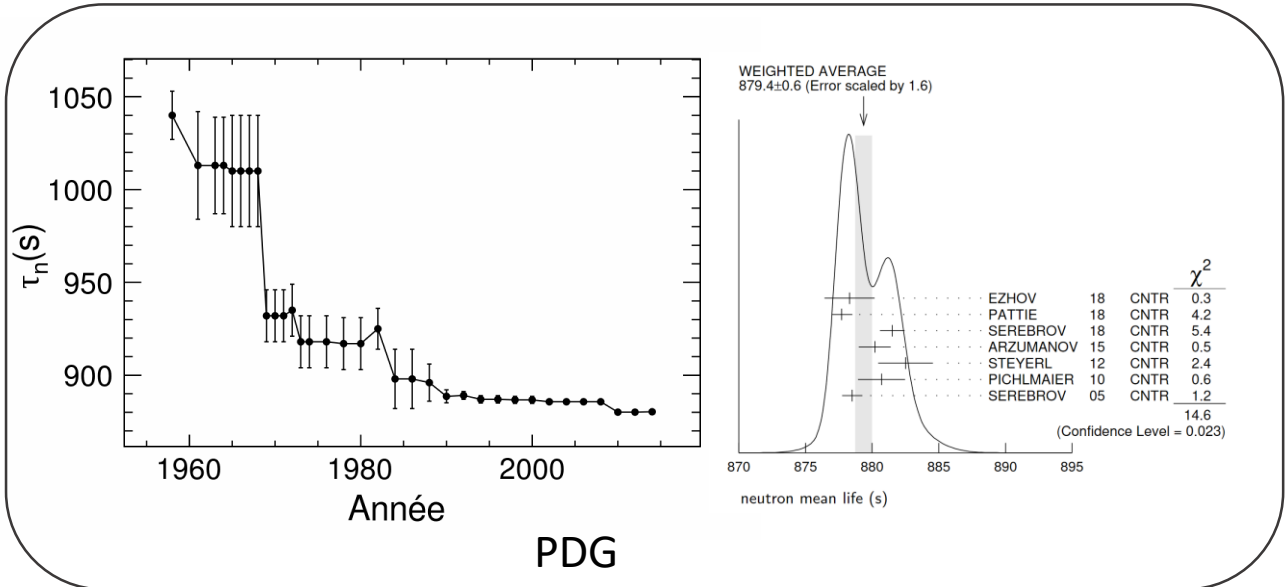 1050
1000
950
900
τn(s)
1960 1980 2000
Année
WEIGHTED AVERAGE
879.4±0.6 (Error scaled by 1.6)
χ2
EZHOV 18 CNTR 0.3
PATTIE 18 CNTR 4.2
SEREBROV 18 CNTR 5.4
ARZUMANOV 15 CNTR 0.5
STEYERL 12 CNTR 2.4
PICHLMAIER 10 CNTR 0.6
SEREBROV 05 CNTR 1.2
14.6
(Confidence Level = 0.023)
870 875 880 885 890 895
neutron mean life (s)
PDG